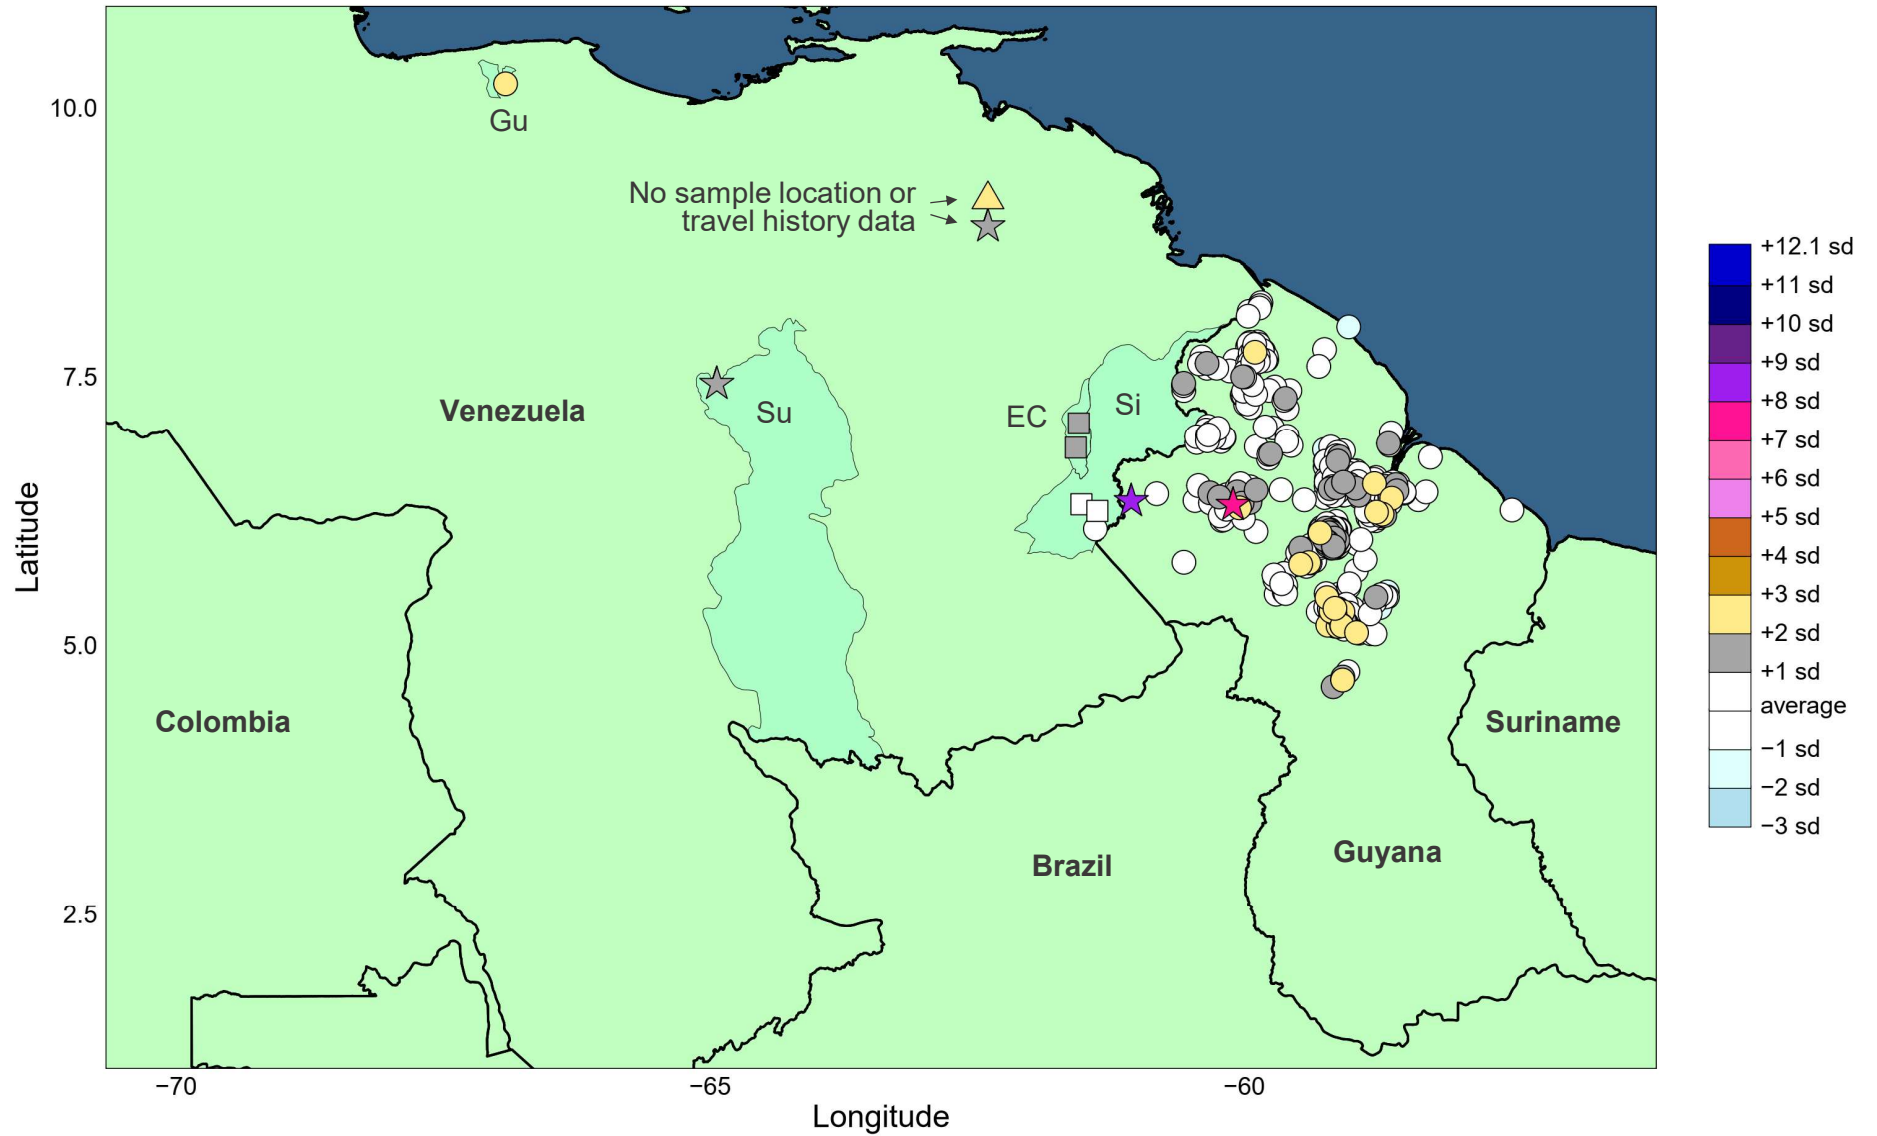 10.0
7.5
5.0
2.5
Latitude
−70
−65
−60
Longitude
Gu
No sample location or
travel history data
Venezuela
Su
EC
Si
Colombia
Brazil
Guyana
Suriname
+12.1 sd
+11 sd
+10 sd
+9 sd
+8 sd
+7 sd
+6 sd
+5 sd
+4 sd
+3 sd
+2 sd
+1 sd
average
−1 sd
−2 sd
−3 sd